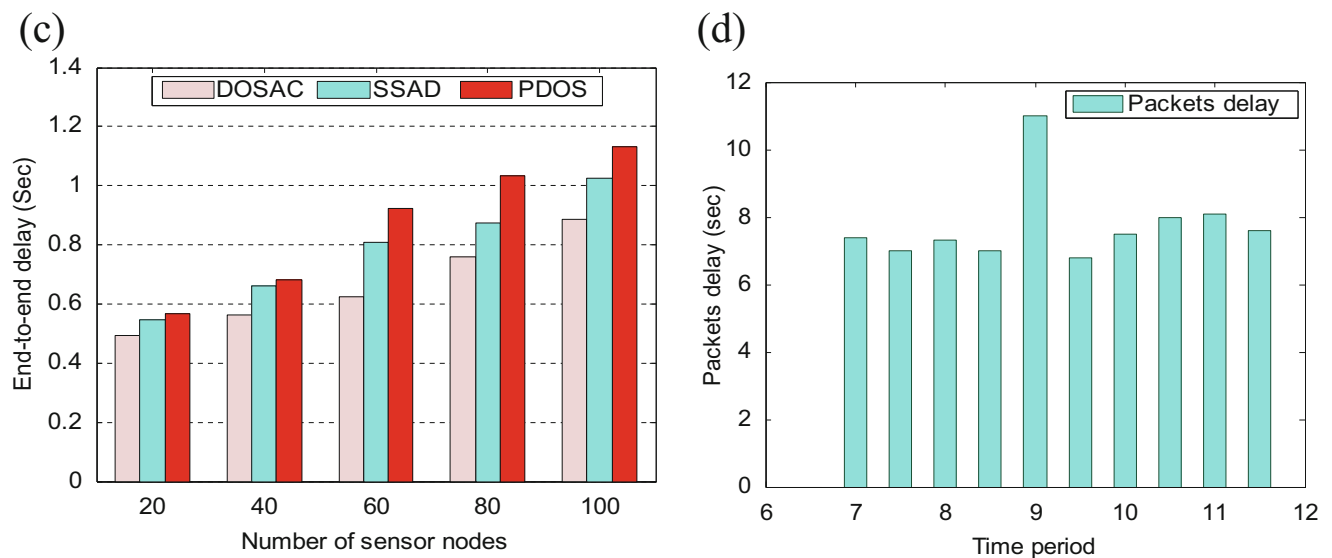 (c)
End-to-end delay (Sec)
1.4
1.2
1
0.8
0.6
0.4
0.2
0
DOSAC SSAD PDOS
20 40 60 80 100
Number of sensor nodes
(d)
Packets delay (sec)
12
10
8
6
4
2
0
Packets delay
6 7 8 9 10 11 12
Time period